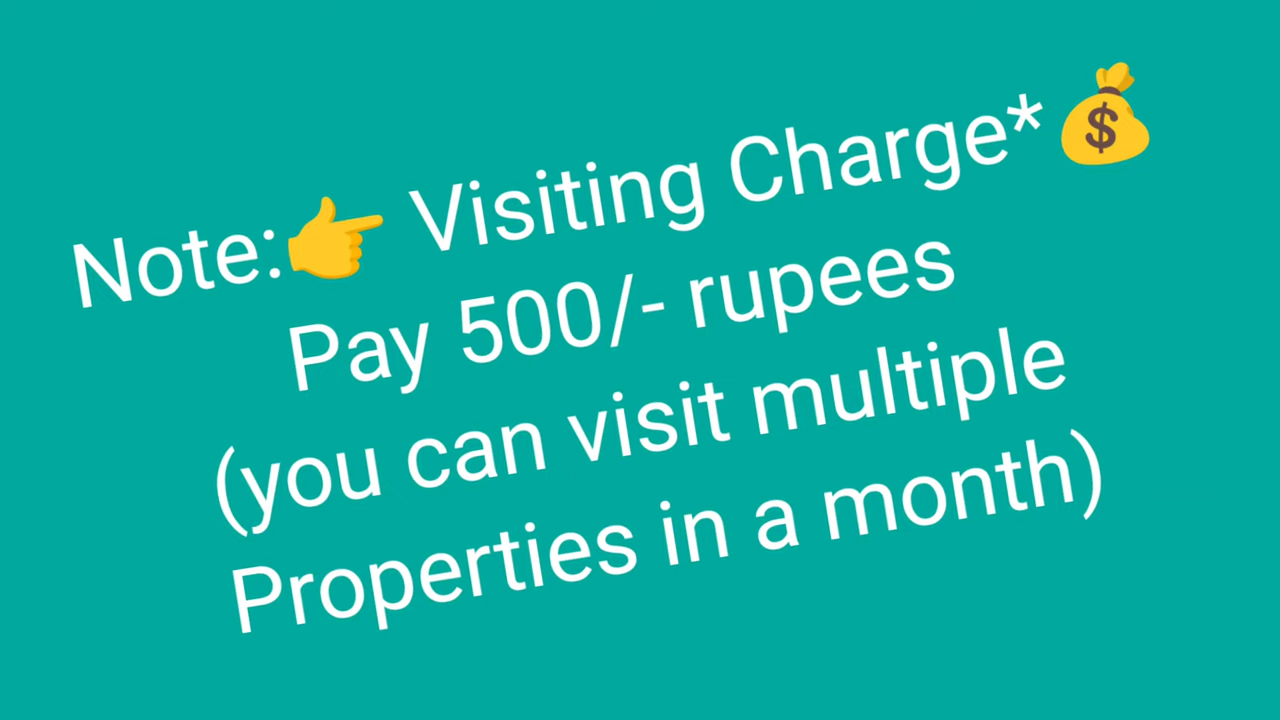 Note:👉 Visiting Charge*💰
Pay 500/- rupees
(you can visit multiple
Properties in a month)